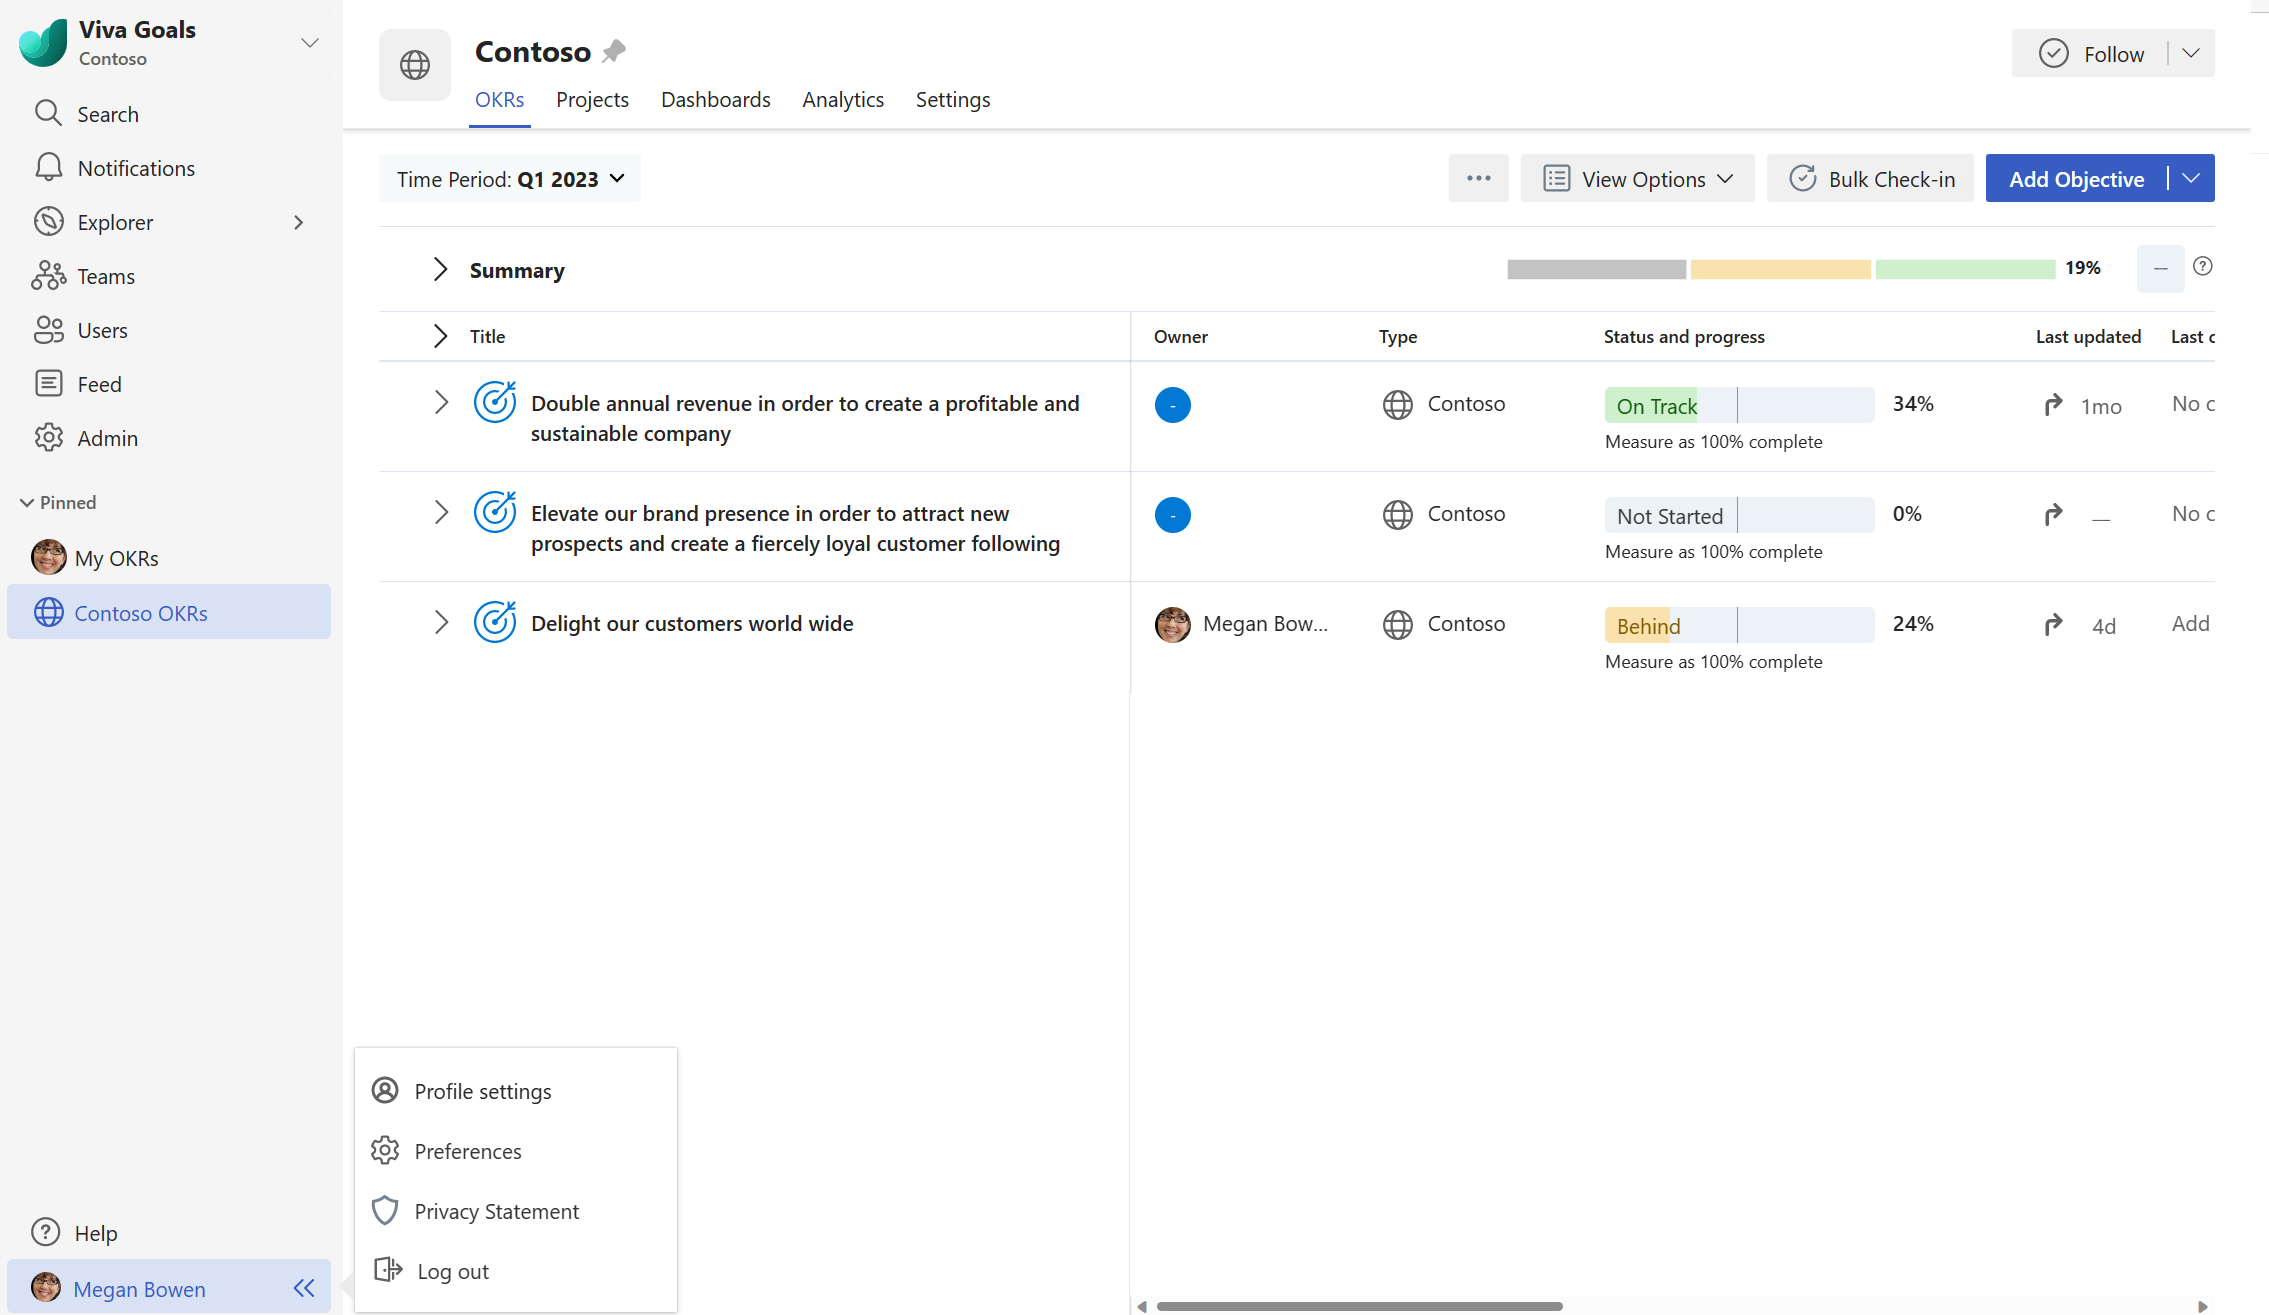 Viva Goals
Contoso
Search
Notifications
Explorer
Teams
Users
Feed
Admin
Pinned
My OKRs
Contoso OKRs
Help
Megan Bowen
Contoso
OKRs Projects Dashboards Analytics Settings
Follow
Time Period: Q1 2023
... View Options Bulk Check-in Add Objective
Summary 19% —
Title Owner Type Status and progress Last updated Last c
Double annual revenue in order to create a profitable and
sustainable company
- Contoso On Track 34% 1mo No c
Measure as 100% complete
Elevate our brand presence in order to attract new
prospects and create a fiercely loyal customer following
- Contoso Not Started 0% — No c
Measure as 100% complete
Delight our customers world wide Megan Bow... Contoso Behind 24% 4d Add
Measure as 100% complete
Profile settings
Preferences
Privacy Statement
Log out